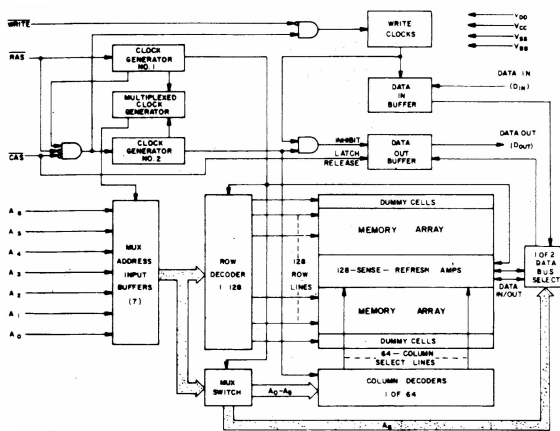 WRITE
WRITE
CLOCKS
VDD
VCC
VSS
VBB
RAS
CLOCK
GENERATOR
NO. 1
MULTIPLEXED
CLOCK
GENERATOR
DATA
IN
BUFFER
DATA IN
(DIN)
CAS
CLOCK
GENERATOR
NO. 2
INHIBIT
LATCH
RELEASE
DATA
OUT
BUFFER
DATA OUT
(DOUT)
A6
A5
A4
A3
A2
A1
A0
MUX
ADDRESS
INPUT
BUFFERS
(7)
ROW
DECODER
1 128
128
ROW
LINES
DUMMY CELLS
MEMORY ARRAY
128-SENSE-REFRESH AMPS
MEMORY ARRAY
DUMMY CELLS
DATA
IN/OUT
1 OF 2
DATA
BUS
SELECT
64-COLUMN
SELECT LINES
MUX
SWITCH
COLUMN DECODERS
1 OF 64